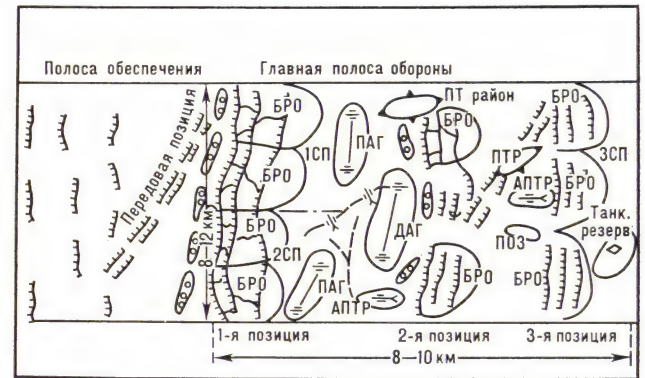 Полоса обеспечения
Главная полоса обороны
Передовая позиция
8—12 км
БРО
ПТ район
БРО
БРО
1СП
ПАГ
ПТР
3СП
БРО
АПТР
БРО
БРО
ДАГ
Танк.
резерв
ПОЗ
2СП
БРО
ПАГ
АПТР
БРО
БРО
1-я позиция
2-я позиция
3-я позиция
8—10 км